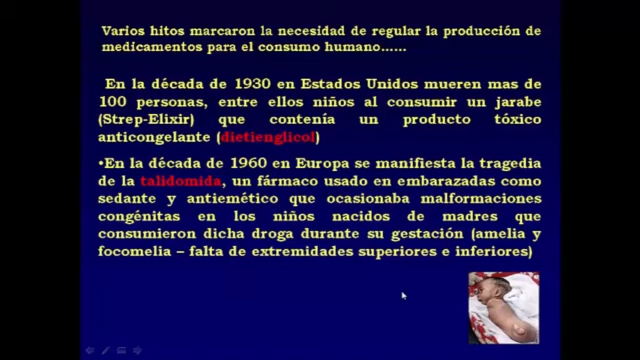 Varios hitos marcaron la necesidad de regular la producción de
medicamentos para el consumo humano……
En la década de 1930 en Estados Unidos mueren mas de
100 personas, entre ellos niños al consumir un jarabe
(Strep-Elixir) que contenía un producto tóxico
anticongelante (dietienglicol)
•En la década de 1960 en Europa se manifiesta la tragedia
de la talidomida, un fármaco usado en embarazadas como
sedante y antiemético que ocasionaba malformaciones
congénitas en los niños nacidos de madres que
consumieron dicha droga durante su gestación (amelia y
focomelia – falta de extremidades superiores e inferiores)